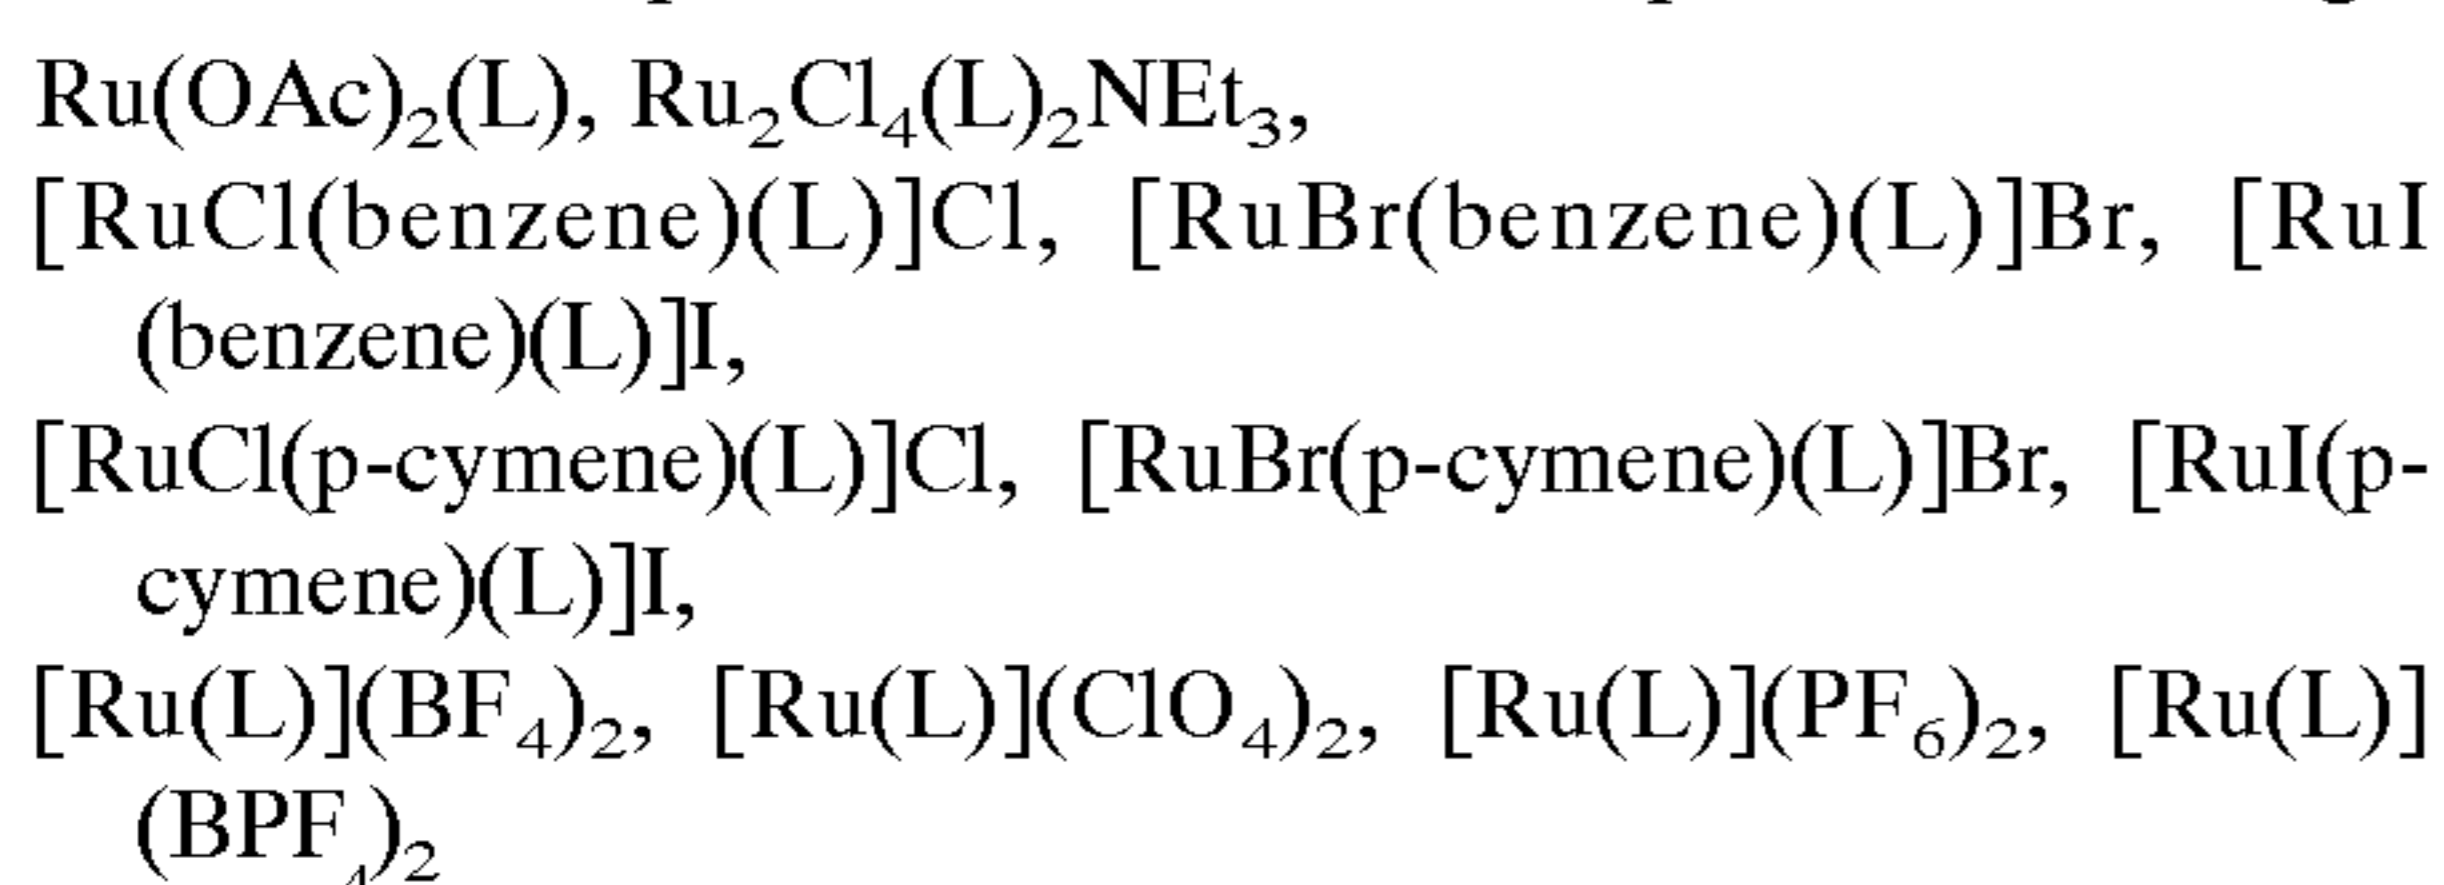 Ru(OAc)₂(L), Ru₂Cl₄(L)₂NEt₃,
[RuCl(benzene)(L)]Cl, [RuBr(benzene)(L)]Br, [RuI
(benzene)(L)]I,
[RuCl(p-cymene)(L)]Cl, [RuBr(p-cymene)(L)]Br, [RuI(p-
cymene)(L)]I,
[Ru(L)](BF₄)₂, [Ru(L)](ClO₄)₂, [Ru(L)](PF₆)₂, [Ru(L)]
(BPF₄)₂